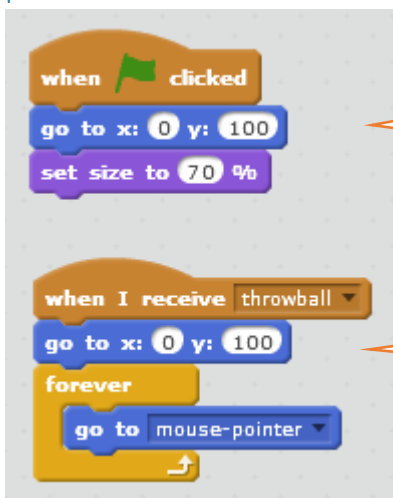 when clicked
go to x: 0 y: 100
set size to 70 %
when I receive throwball
go to x: 0 y: 100
forever
go to mouse-pointer